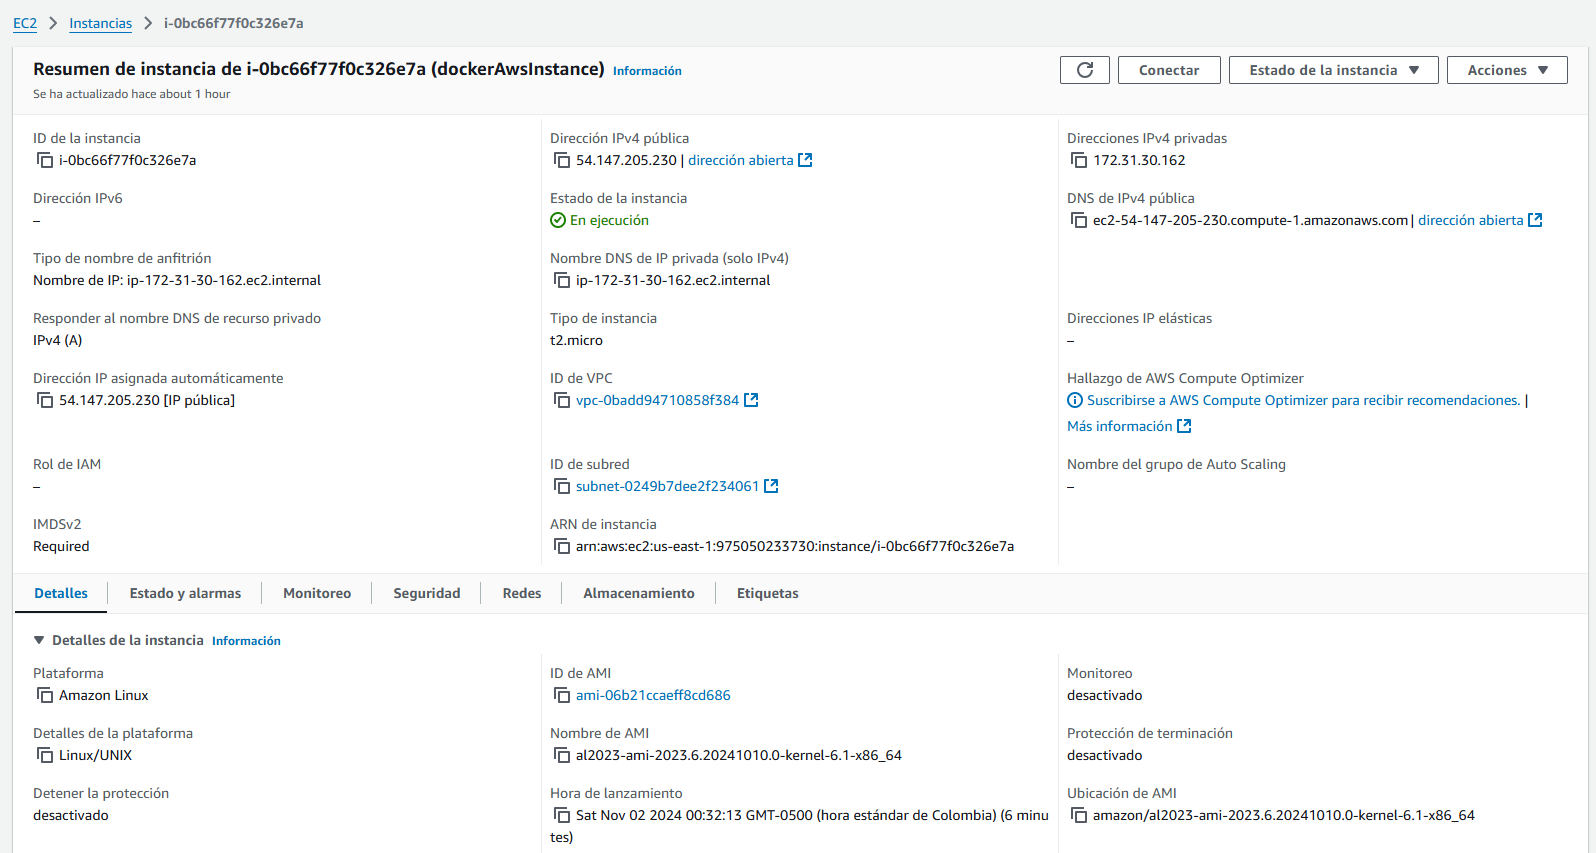 EC2 > Instancias > i-0bc66f77f0c326e7a
Resumen de instancia de i-0bc66f77f0c326e7a (dockerAwsInstance) Información
Se ha actualizado hace about 1 hour
Conectar
Estado de la instancia
Acciones
ID de la instancia
i-0bc66f77f0c326e7a
Dirección IPv4 pública
54.147.205.230 | dirección abierta
Direcciones IPv4 privadas
172.31.30.162
Dirección IPv6
–
Estado de la instancia
En ejecución
DNS de IPv4 pública
ec2-54-147-205-230.compute-1.amazonaws.com | dirección abierta
Tipo de nombre de anfitrión
Nombre de IP: ip-172-31-30-162.ec2.internal
Nombre DNS de IP privada (solo IPv4)
ip-172-31-30-162.ec2.internal
Responder al nombre DNS de recurso privado
IPv4 (A)
Tipo de instancia
t2.micro
Direcciones IP elásticas
–
Dirección IP asignada automáticamente
54.147.205.230 [IP pública]
ID de VPC
vpc-0badd94710858f384
Hallazgo de AWS Compute Optimizer
Suscribirse a AWS Compute Optimizer para recibir recomendaciones. |
Más información
Rol de IAM
–
ID de subred
subnet-0249b7dee2f234061
Nombre del grupo de Auto Scaling
–
IMDSv2
Required
ARN de instancia
arn:aws:ec2:us-east-1:975050233730:instance/i-0bc66f77f0c326e7a
Detalles
Estado y alarmas
Monitoreo
Seguridad
Redes
Almacenamiento
Etiquetas
Detalles de la instancia Información
Plataforma
Amazon Linux
ID de AMI
ami-06b21ccaeff8cd686
Monitoreo
desactivado
Detalles de la plataforma
Linux/UNIX
Nombre de AMI
al2023-ami-2023.6.20241010.0-kernel-6.1-x86_64
Protección de terminación
desactivado
Detener la protección
desactivado
Hora de lanzamiento
Sat Nov 02 2024 00:32:13 GMT-0500 (hora estándar de Colombia) (6 minu
tes)
Ubicación de AMI
amazon/al2023-ami-2023.6.20241010.0-kernel-6.1-x86_64